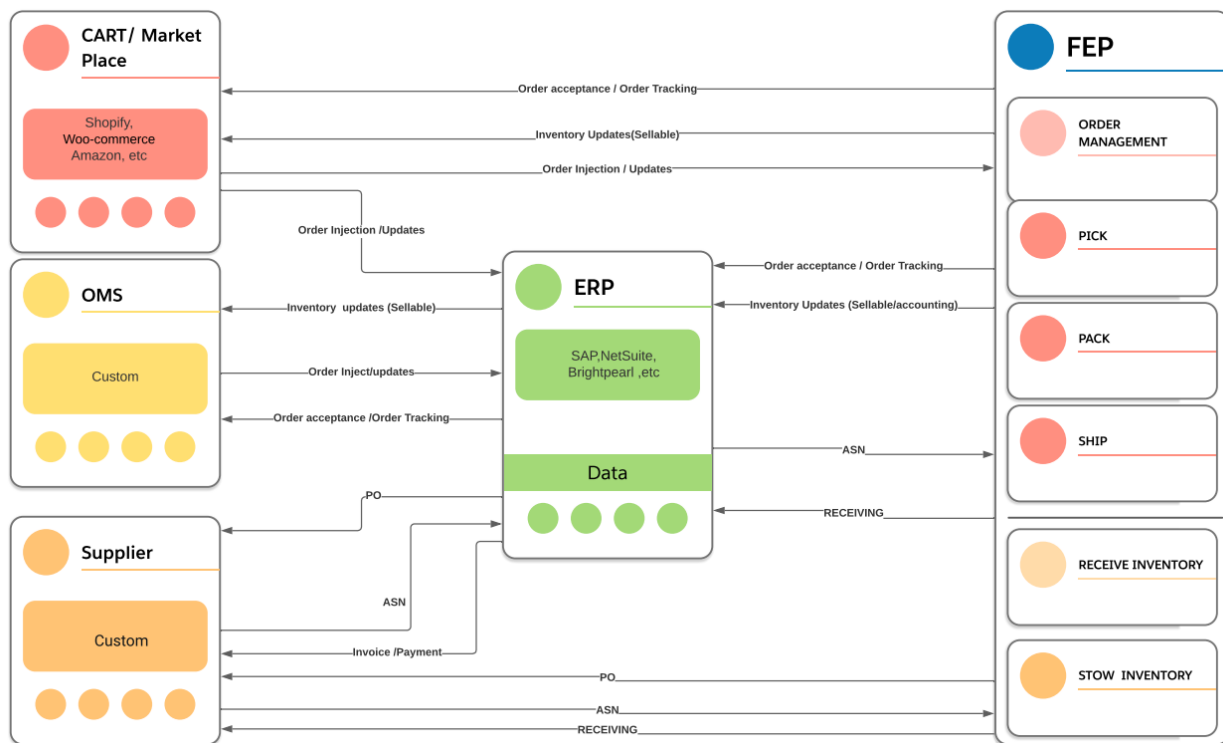 CART/ Market
Place
Shopify,
Woo-commerce
Amazon, etc
OMS
Custom
Supplier
Custom
Order acceptance / Order Tracking
Inventory Updates(Sellable)
Order Injection / Updates
Order Injection /Updates
Inventory updates (Sellable)
Order Inject/updates
Order acceptance /Order Tracking
PO
ASN
Invoice /Payment
ERP
SAP,NetSuite,
Brightpearl ,etc
Data
Order acceptance / Order Tracking
Inventory Updates (Sellable/accounting)
ASN
RECEIVING
PO
ASN
RECEIVING
FEP
ORDER
MANAGEMENT
PICK
PACK
SHIP
RECEIVE INVENTORY
STOW INVENTORY